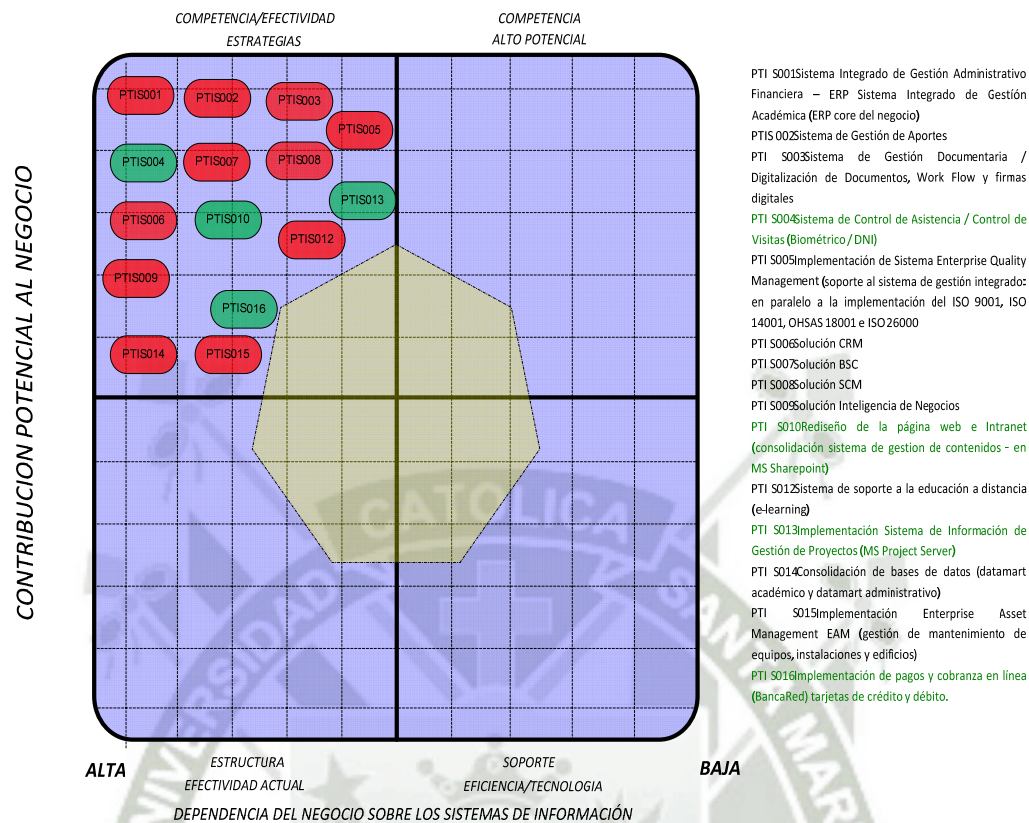 COMPETENCIA/EFECTIVIDAD
ESTRATEGIAS
COMPETENCIA
ALTO POTENCIAL
CONTRIBUCION POTENCIAL AL NEGOCIO
PTIS001
PTIS002
PTIS003
PTIS005
PTIS004
PTIS007
PTIS008
PTIS013
PTIS006
PTIS010
PTIS012
PTIS009
PTIS016
PTIS014
PTIS015
ALTA
ESTRUCTURA
EFECTIVIDAD ACTUAL
SOPORTE
EFICIENCIA/TECNOLOGIA
BAJA
DEPENDENCIA DEL NEGOCIO SOBRE LOS SISTEMAS DE INFORMACIÓN
PTI S001Sistema Integrado de Gestión Administrativo
Financiera – ERP Sistema Integrado de Gestión
Académica (ERP core del negocio)
PTIS 002Sistema de Gestión de Aportes
PTI S003Sistema de Gestión Documentaria /
Digitalización de Documentos, Work Flow y firmas
digitales
PTI S004Sistema de Control de Asistencia / Control de
Visitas (Biométrico / DNI)
PTI S005Implementación de Sistema Enterprise Quality
Management (soporte al sistema de gestión integrado:
en paralelo a la implementación del ISO 9001, ISO
14001, OHSAS 18001 e ISO 26000
PTI S006Solución CRM
PTI S007Solución BSC
PTI S008Solución SCM
PTI S009Solución Inteligencia de Negocios
PTI S010Rediseño de la página web e Intranet
(consolidación sistema de gestion de contenidos - en
MS Sharepoint)
PTI S012Sistema de soporte a la educación a distancia
(e-learning)
PTI S013Implementación Sistema de Información de
Gestión de Proyectos (MS Project Server)
PTI S014Consolidación de bases de datos (datamart
académico y datamart administrativo)
PTI S015Implementación Enterprise Asset
Management EAM (gestión de mantenimiento de
equipos, instalaciones y edificios)
PTI S016Implementación de pagos y cobranza en línea
(BancaRed) tarjetas de crédito y débito.
CATOLICA
UNIVERSIDAD
SANTA MAR